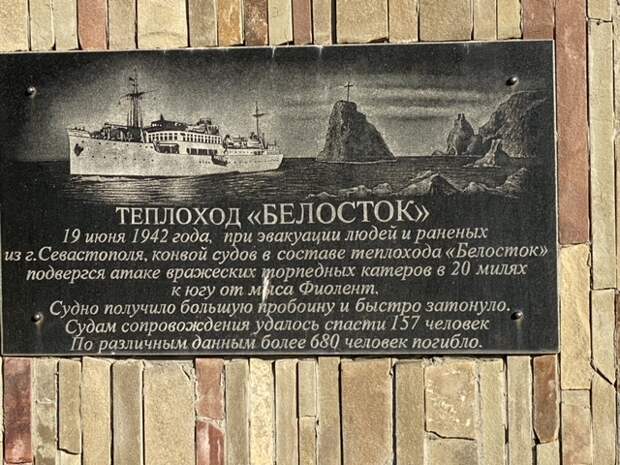 ТЕПЛОХОД «БЕЛОСТОК»
19 июня 1942 года, при эвакуации людей и раненых
из г.Севастополя, конвой судов в составе теплохода «Белосток»
подвергся атаке вражеских торпедных катеров в 20 милях
к югу от мыса Фиолент.
Судно получило большую пробоину и быстро затонуло.
Судам сопровождения удалось спасти 157 человек
По различным данным более 680 человек погибло.